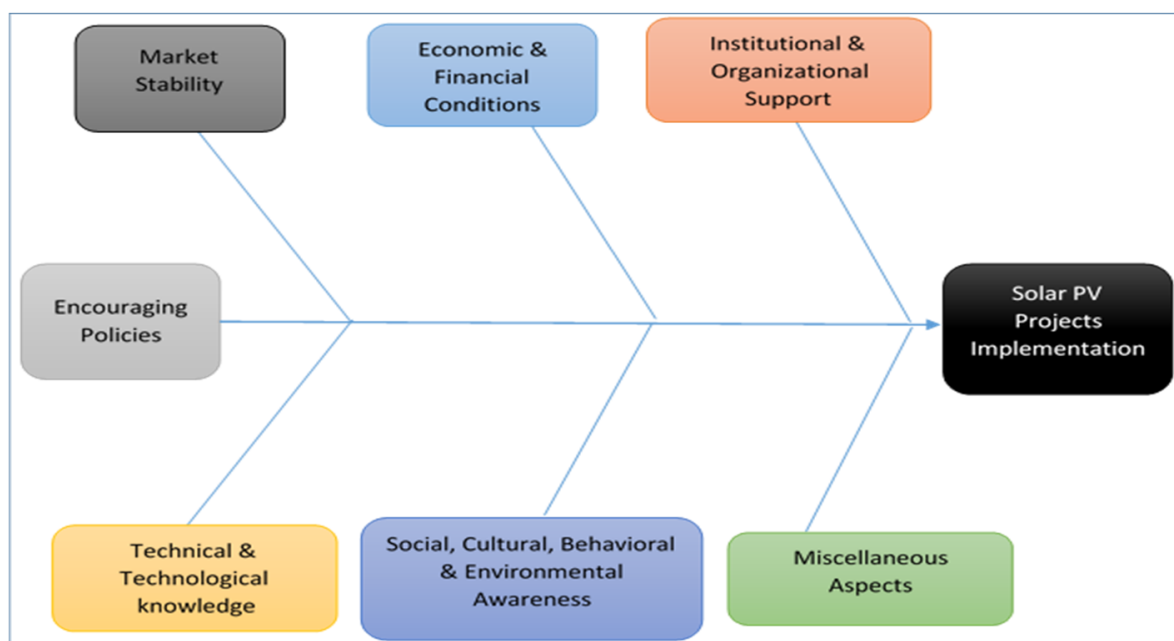 Market
Stability
Economic &
Financial
Conditions
Institutional &
Organizational
Support
Encouraging
Policies
Solar PV
Projects
Implementation
Technical &
Technological
knowledge
Social, Cultural, Behavioral
& Environmental
Awareness
Miscellaneous
Aspects